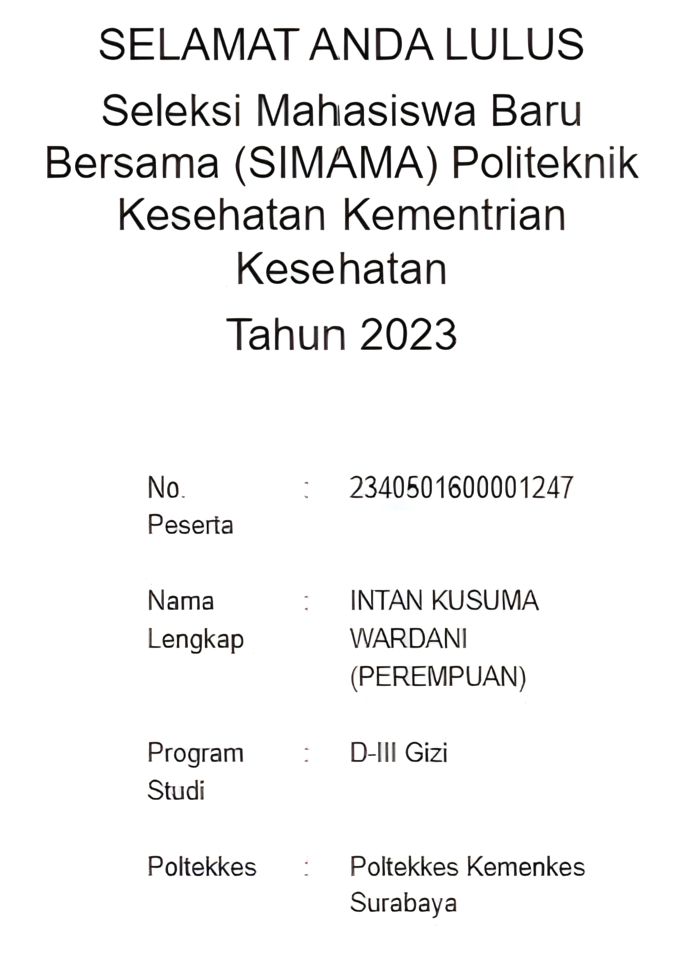 SELAMAT ANDA LULUS
Seleksi Mahasiswa Baru
Bersama (SIMAMA) Politeknik
Kesehatan Kementrian
Kesehatan
Tahun 2023
No. : 2340501600001247
Peserta
Nama : INTAN KUSUMA
Lengkap WARDANI
(PEREMPUAN)
Program : D-III Gizi
Studi
Poltekkes : Poltekkes Kemenkes
Surabaya